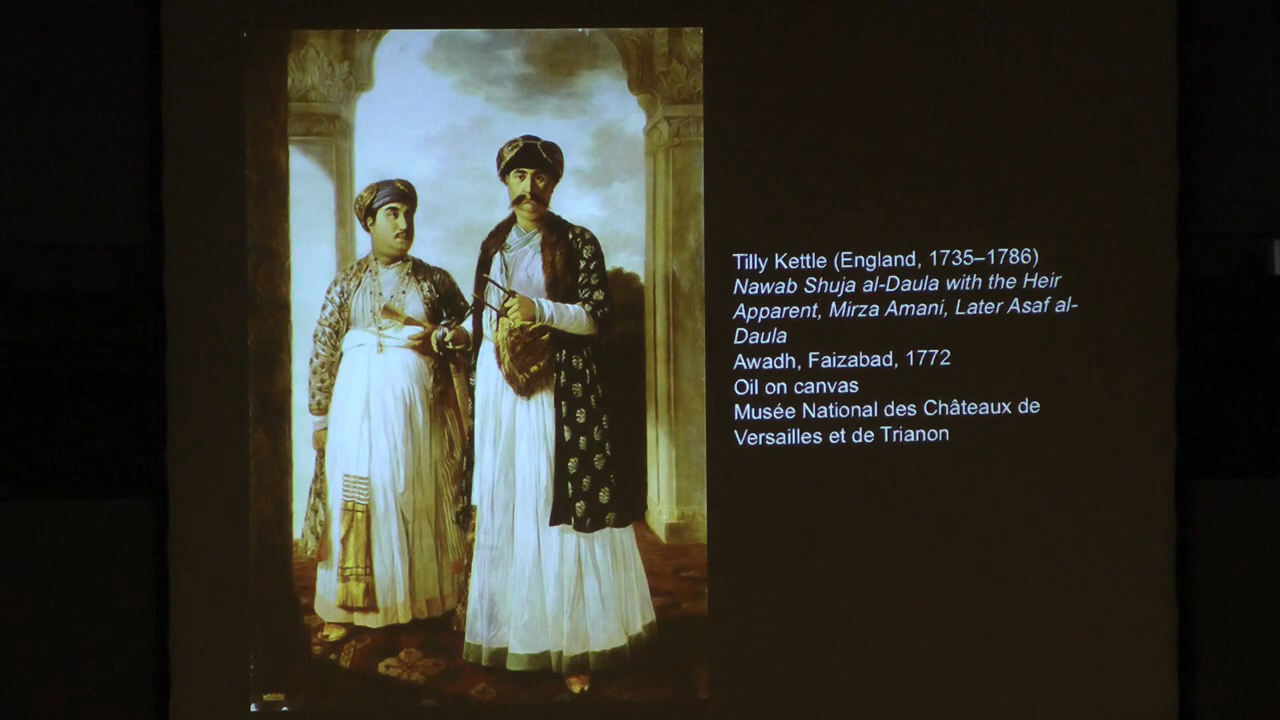 Tilly Kettle (England, 1735–1786)
Nawab Shuja al-Daula with the Heir
Apparent, Mirza Amani, Later Asaf al-
Daula
Awadh, Faizabad, 1772
Oil on canvas
Musée National des Châteaux de
Versailles et de Trianon